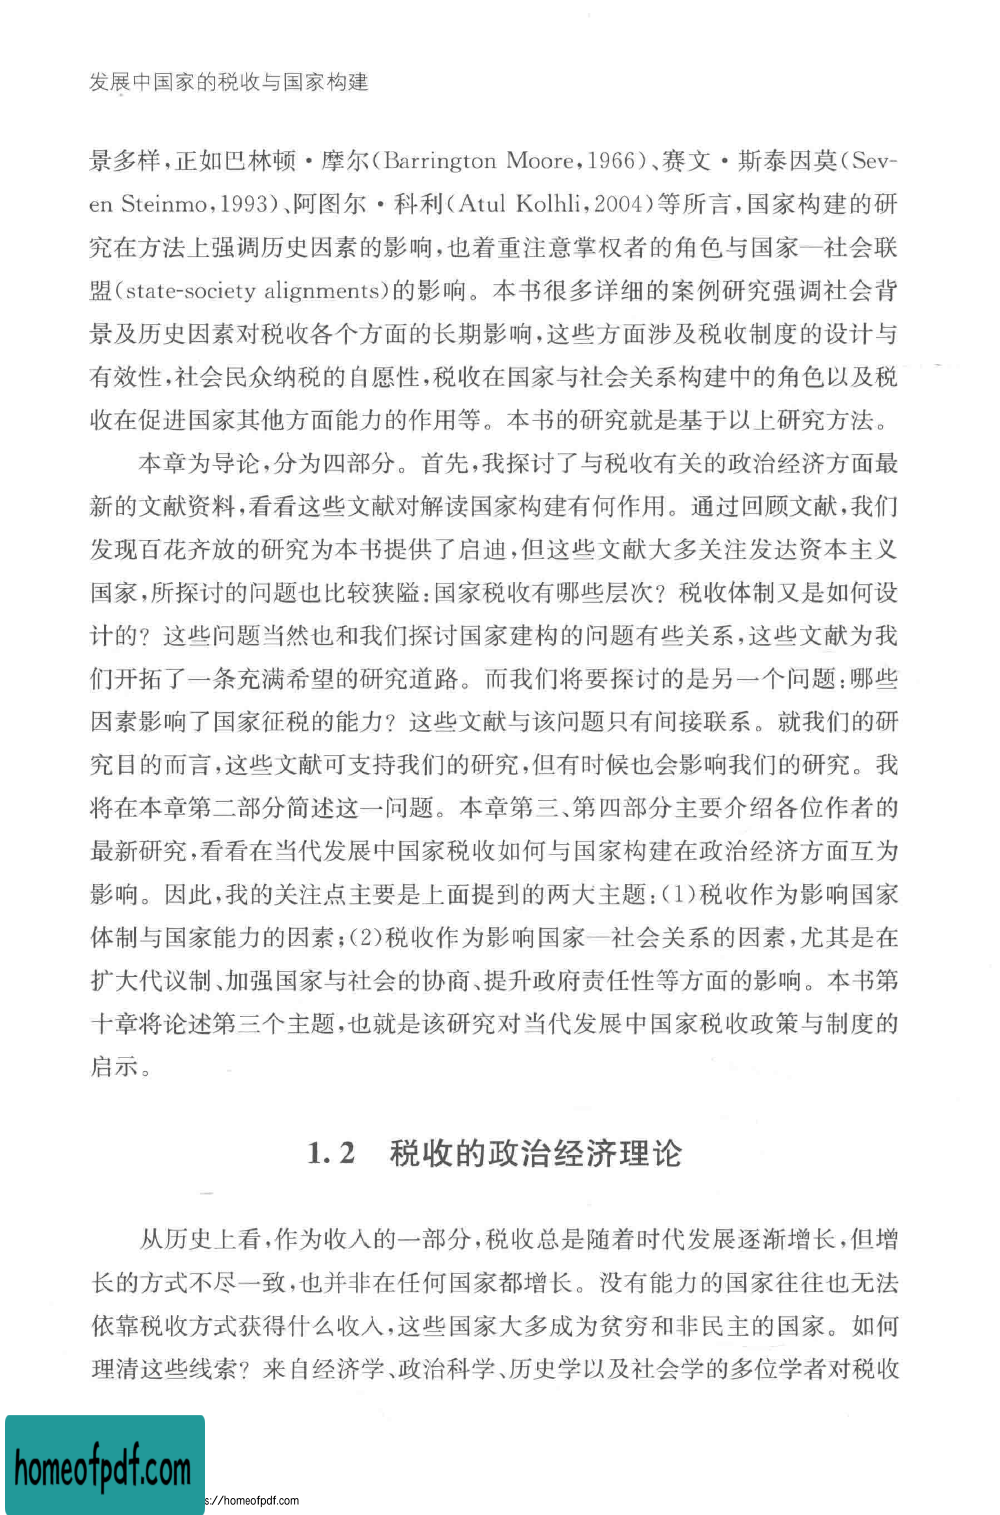 发展中国家的税收与国家构建
景多样,正如巴林顿·摩尔(Barrington Moore,1966)、赛文·斯泰因莫(Sev-
en Steinmo,1993)、阿图尔·科利(Atul Kolhli,2004)等所言,国家构建的研
究在方法上强调历史因素的影响,也着重注意掌权者的角色与国家—社会联
盟(state-society alignments)的影响。本书很多详细的案例研究强调社会背
景及历史因素对税收各个方面的长期影响,这些方面涉及税收制度的设计与
有效性,社会民众纳税的自愿性,税收在国家与社会关系构建中的角色以及税
收在促进国家其他方面能力的作用等。本书的研究就是基于以上研究方法。
本章为导论,分为四部分。首先,我探讨了与税收有关的政治经济方面最
新的文献资料,看看这些文献对解读国家构建有何作用。通过回顾文献,我们
发现百花齐放的研究为本书提供了启迪,但这些文献大多关注发达资本主义
国家,所探讨的问题也比较狭隘:国家税收有哪些层次? 税收体制又是如何设
计的? 这些问题当然也和我们探讨国家建构的问题有些关系,这些文献为我
们开拓了一条充满希望的研究道路。而我们将要探讨的是另一个问题:哪些
因素影响了国家征税的能力? 这些文献与该问题只有间接联系。就我们的研
究目的而言,这些文献可支持我们的研究,但有时候也会影响我们的研究。我
将在本章第二部分简述这一问题。本章第三、第四部分主要介绍各位作者的
最新研究,看看在当代发展中国家税收如何与国家构建在政治经济方面互为
影响。因此,我的关注点主要是上面提到的两大主题:(1)税收作为影响国家
体制与国家能力的因素;(2)税收作为影响国家—社会关系的因素,尤其是在
扩大代议制、加强国家与社会的协商、提升政府责任性等方面的影响。本书第
十章将论述第三个主题,也就是该研究对当代发展中国家税收政策与制度的
启示。
1.2 税收的政治经济理论
从历史上看,作为收入的一部分,税收总是随着时代发展逐渐增长,但增
长的方式不尽一致,也并非在任何国家都增长。没有能力的国家往往也无法
依靠税收方式获得什么收入,这些国家大多成为贫穷和非民主的国家。如何
理清这些线索? 来自经济学、政治科学、历史学以及社会学的多位学者对税收
homeofpdf.com
s://homeofpdf.com